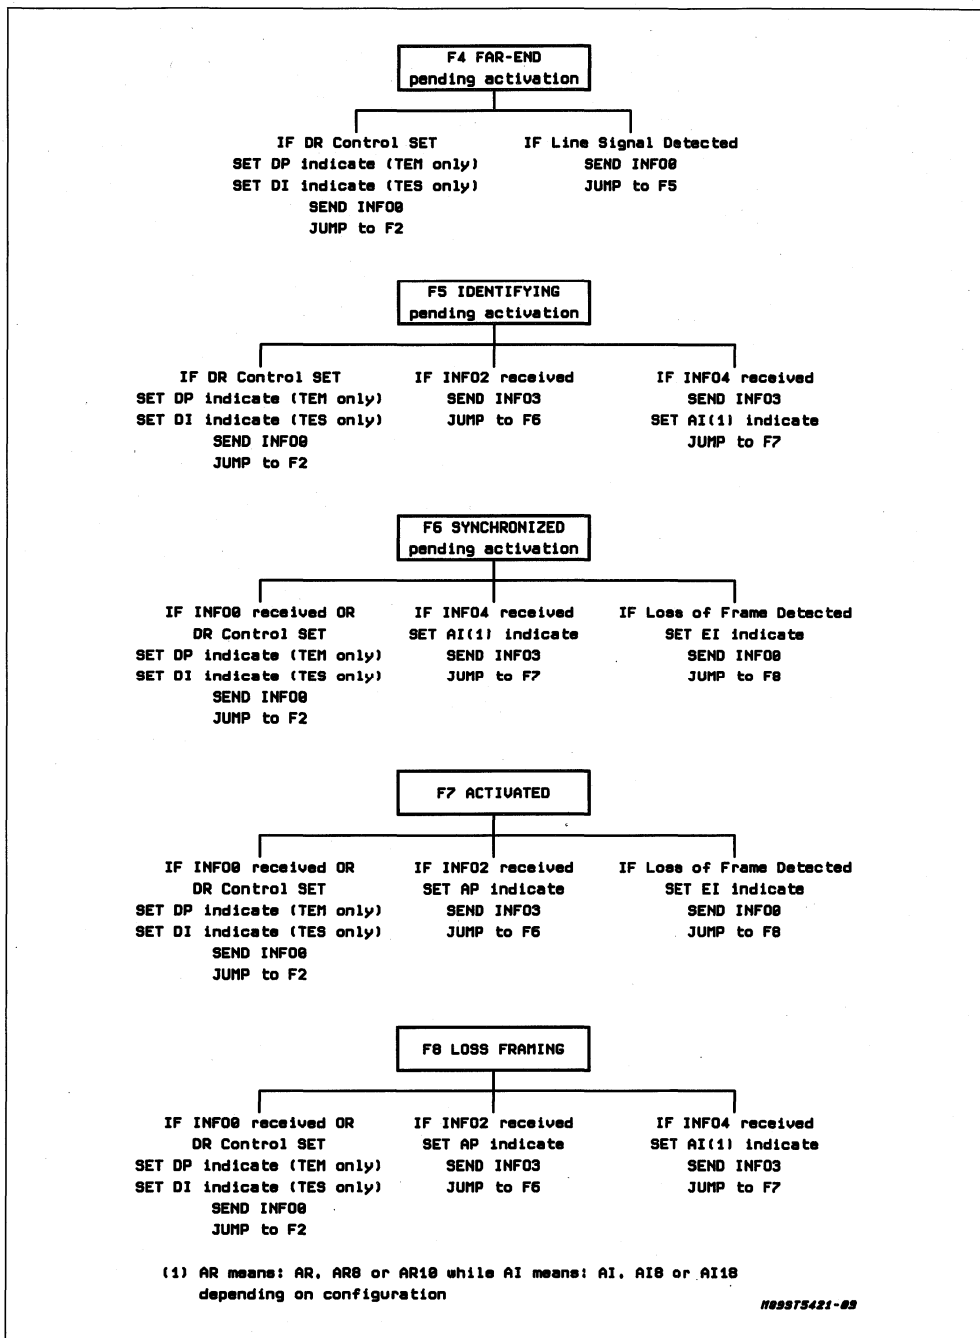 F4 FAR-END
pending activation
IF DR Control SET
SET DP indicate (TEM only)
SET DI indicate (TES only)
SEND INFO0
JUMP to F2
IF Line Signal Detected
SEND INFO0
JUMP to F5
F5 IDENTIFYING
pending activation
IF DR Control SET
SET DP indicate (TEM only)
SET DI indicate (TES only)
SEND INFO0
JUMP to F2
IF INFO2 received
SEND INFO3
JUMP to F6
IF INFO4 received
SEND INFO3
SET AI(1) indicate
JUMP to F7
F6 SYNCHRONIZED
pending activation
IF INFO0 received OR
DR Control SET
SET DP indicate (TEM only)
SET DI indicate (TES only)
SEND INFO0
JUMP to F2
IF INFO4 received
SET AI(1) indicate
SEND INFO3
JUMP to F7
IF Loss of Frame Detected
SET EI indicate
SEND INFO0
JUMP to F8
F7 ACTIVATED
IF INFO0 received OR
DR Control SET
SET DP indicate (TEM only)
SET DI indicate (TES only)
SEND INFO0
JUMP to F2
IF INFO2 received
SET AP indicate
SEND INFO3
JUMP to F6
IF Loss of Frame Detected
SET EI indicate
SEND INFO0
JUMP to F8
F8 LOSS FRAMING
IF INFO0 received OR
DR Control SET
SET DP indicate (TEM only)
SET DI indicate (TES only)
SEND INFO0
JUMP to F2
IF INFO2 received
SET AP indicate
SEND INFO3
JUMP to F6
IF INFO4 received
SET AI(1) indicate
SEND INFO3
JUMP to F7
(1) AR means: AR, AR8 or AR10 while AI means: AI, AI8 or AI10
depending on configuration
M89ST5421-09